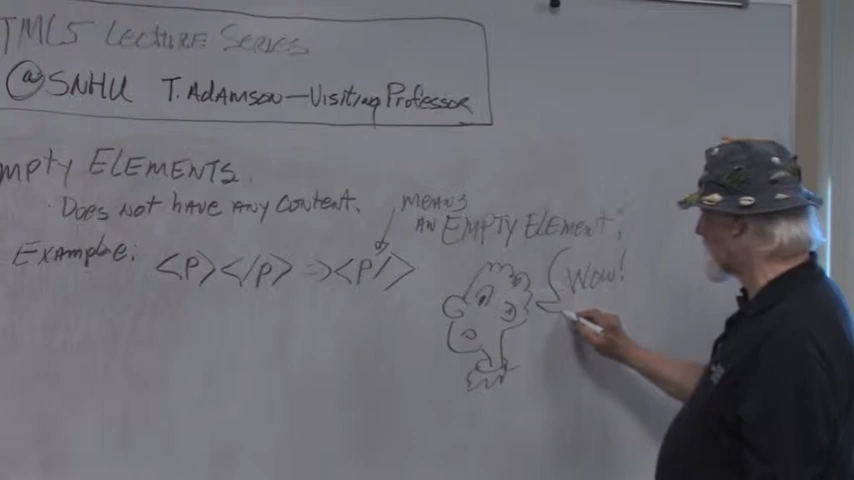 TML5 Lecture Series
@SNHU T. Adamson—Visiting Professor
mpty ELEMENTS.
. Does not have any content.
means
an EMPTY ELEMENT;
Example: <P></P> => <P/>
Wow!